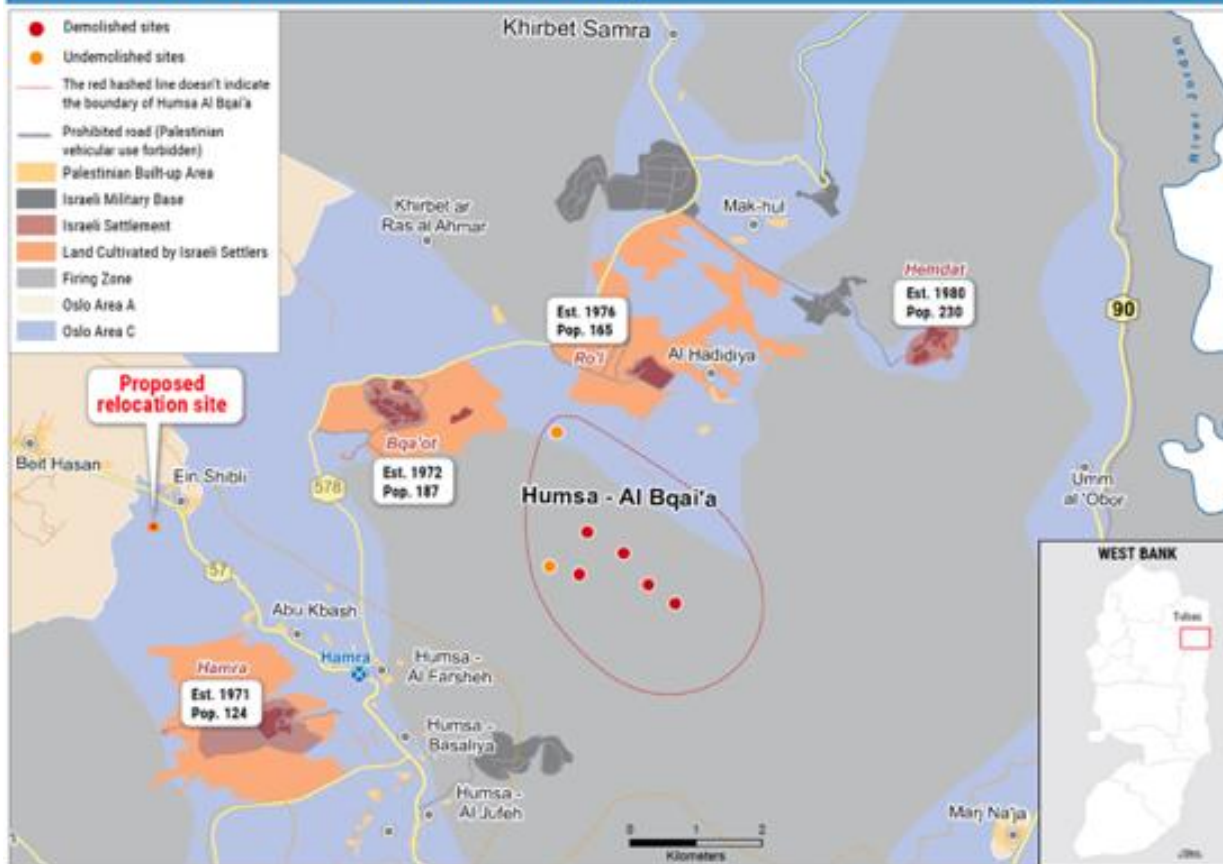 Demolished sites
Undemolished sites
The red hashed line doesn't indicate
the boundary of Humsa Al Bqai'a
Prohibited road (Palestinian
vehicular use forbidden)
Palestinian Built-up Area
Israeli Military Base
Israeli Settlement
Land Cultivated by Israeli Settlers
Firing Zone
Oslo Area A
Oslo Area C
Khirbet Samra
River Jordan
Khirbet ar
Ras al Ahmar
Mak-hul
Hemdat
Est. 1980
Pop. 230
Est. 1976
Pop. 165
Ro'i
Al Hadidiya
90
Proposed
relocation site
Bqa'ot
Est. 1972
Pop. 187
Beit Hasan
Ein Shibli
578
Humsa - Al Bqai'a
Umm
al 'Obor
57
Abu Kbash
Hamra
Humsa -
Al Farsheh
Hamra
Est. 1971
Pop. 124
Humsa -
Basaliya
Humsa -
Al Jufeh
0 1 2
Kilometers
Marj Na'ja
WEST BANK
Tubas